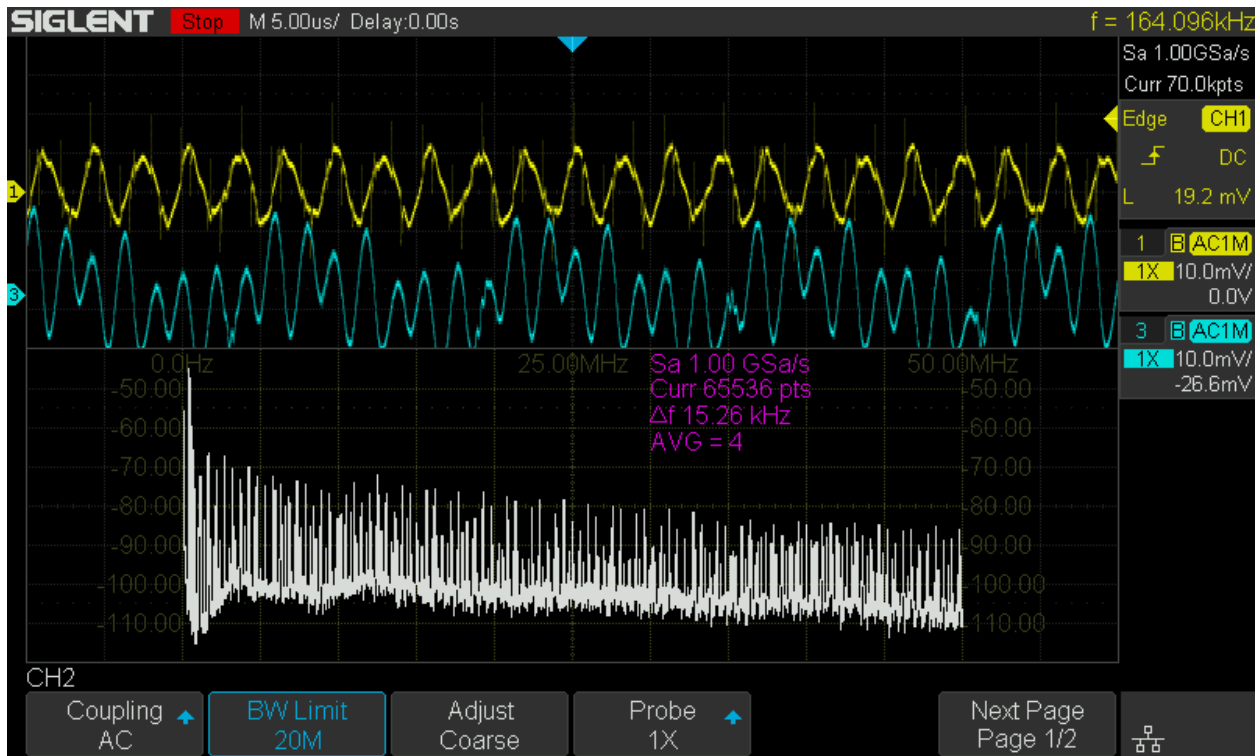 SIGLENT Stop M 5.00us/ Delay:0.00s f = 164.096kHz
Sa 1.00GSa/s
Curr 70.0kpts
Edge CH1
DC
L 19.2 mV
1 B AC1M
1X 10.0mV/
0.0V
3 B AC1M
1X 10.0mV/
-26.6mV
1
3
0.0Hz 25.00MHz 50.00MHz
Sa 1.00 GSa/s
Curr 65536 pts
Δf 15.26 kHz
AVG = 4
-50.00 -50.00
-60.00 -60.00
-70.00 -70.00
-80.00 -80.00
-90.00 -90.00
-100.00 -100.00
-110.00 -110.00
CH2
Coupling BW Limit Adjust Probe Next Page
AC 20M Coarse 1X Page 1/2